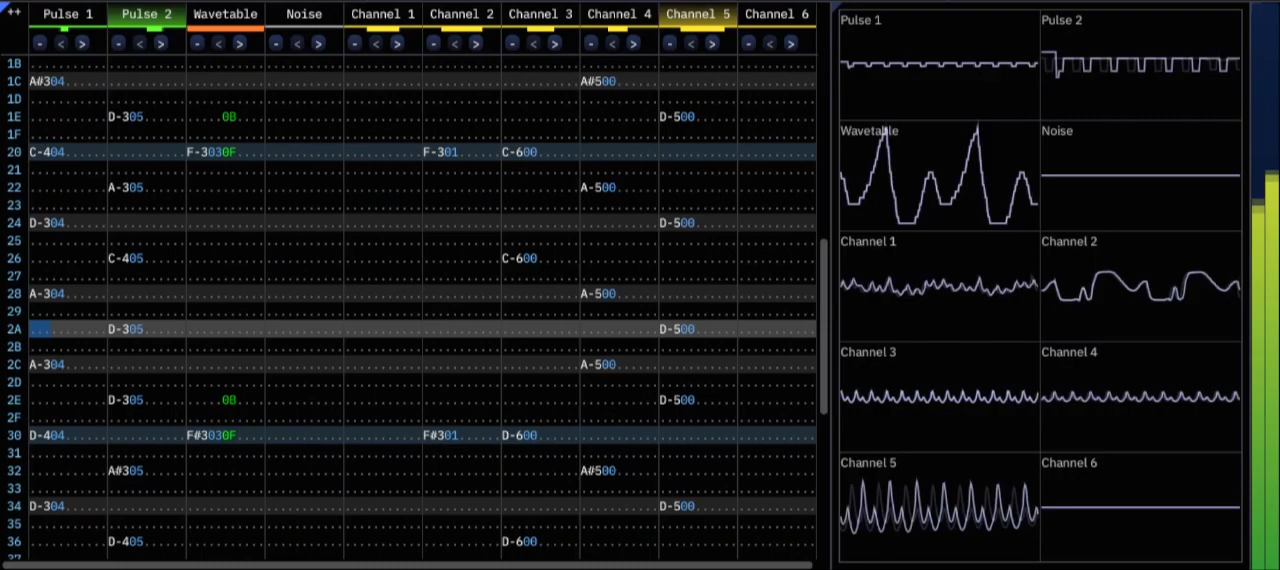 ++ Pulse 1 Pulse 2 Wavetable Noise Channel 1 Channel 2 Channel 3 Channel 4 Channel 5 Channel 6
- < > - < > - < > - < > - < > - < > - < > - < > - < > - < >
1B
1C A#304 A#500
1D
1E D-305 0B D-500
1F
20 C-404 F-3030F F-301 C-600
21
22 A-305 A-500
23
24 D-304 D-500
25
26 C-405 C-600
27
28 A-304 A-500
29
2A D-305 D-500
2B
2C A-304 A-500
2D
2E D-305 0B D-500
2F
30 D-404 F#3030F F#301 D-600
31
32 A#305 A#500
33
34 D-304 D-500
35
36 D-405 D-600
Pulse 1 Pulse 2
Wavetable Noise
Channel 1 Channel 2
Channel 3 Channel 4
Channel 5 Channel 6